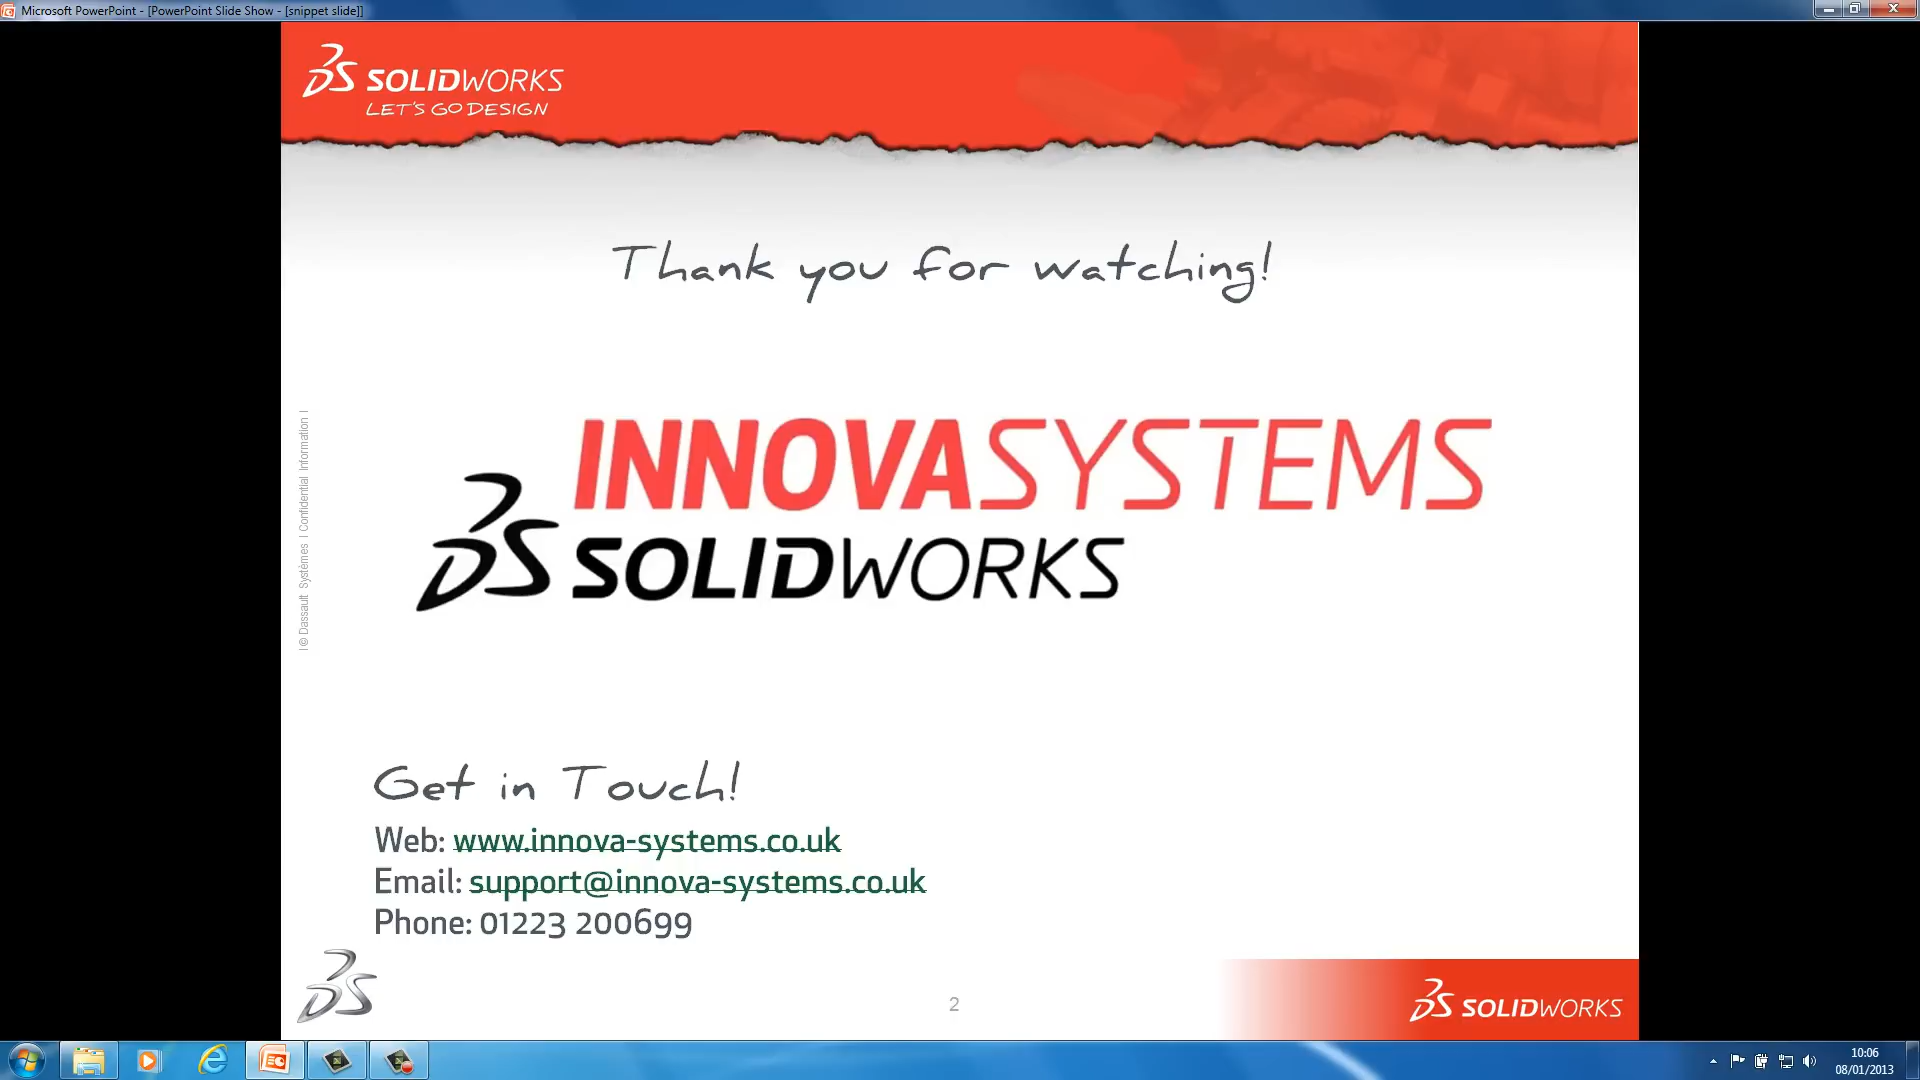 Microsoft PowerPoint - [PowerPoint Slide Show - [snippet slide]]
SOLIDWORKS
LET'S GO DESIGN
Thank you for watching!
INNOVASYSTEMS
SOLIDWORKS
I © Dassault Systèmes I Confidential Information I
Get in Touch!
Web: www.innova-systems.co.uk
Email: support@innova-systems.co.uk
Phone: 01223 200699
2
SOLIDWORKS
10:06
08/01/2013